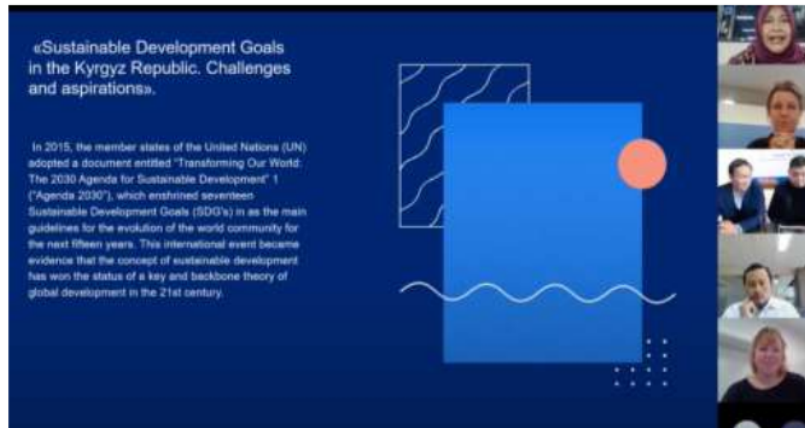 «Sustainable Development Goals
in the Kyrgyz Republic. Challenges
and aspirations».
In 2015, the member states of the United Nations (UN)
adopted a document entitled "Transforming Our World:
The 2030 Agenda for Sustainable Development" 1
("Agenda 2030"), which enshrined seventeen
Sustainable Development Goals (SDG's) in as the main
guidelines for the evolution of the world community for
the next fifteen years. This international event became
evidence that the concept of sustainable development
has won the status of a key and backbone theory of
global development in the 21st century.